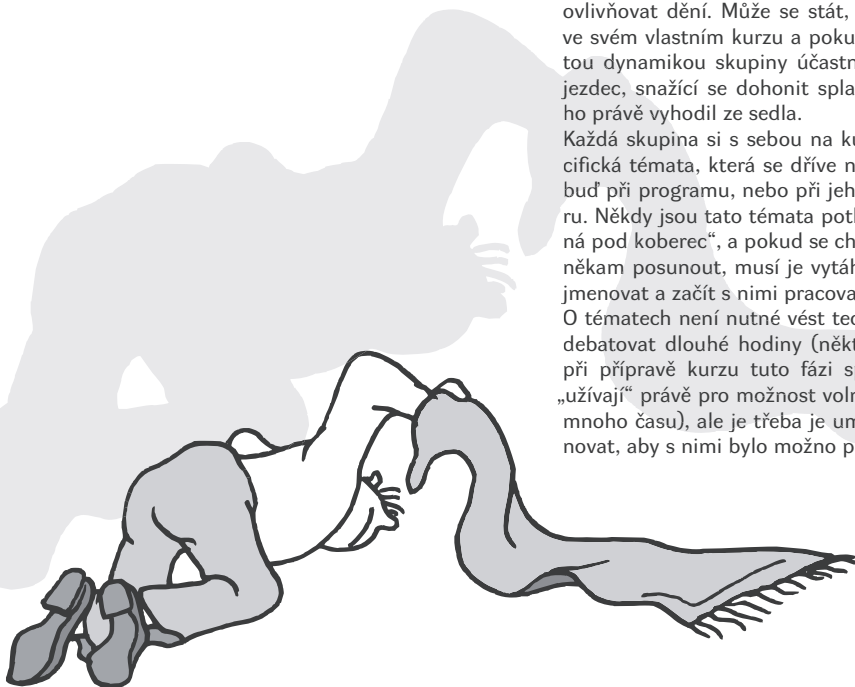 ovlivňovat dění. Může se stát,
ve svém vlastním kurzu a poku
tou dynamikou skupiny účastn
jezdec, snažící se dohonit spla
ho právě vyhodil ze sedla.
Každá skupina si s sebou na ku
cifická témata, která se dříve n
buď při programu, nebo při jeh
ru. Někdy jsou tato témata potl
ná pod koberec“, a pokud se ch
někam posunout, musí je vytáh
jmenovat a začít s nimi pracova
O tématech není nutné vést teo
debatovat dlouhé hodiny (někt
při přípravě kurzu tuto fázi si
„užívají“ právě pro možnost voln
mnoho času), ale je třeba je um
novat, aby s nimi bylo možno p